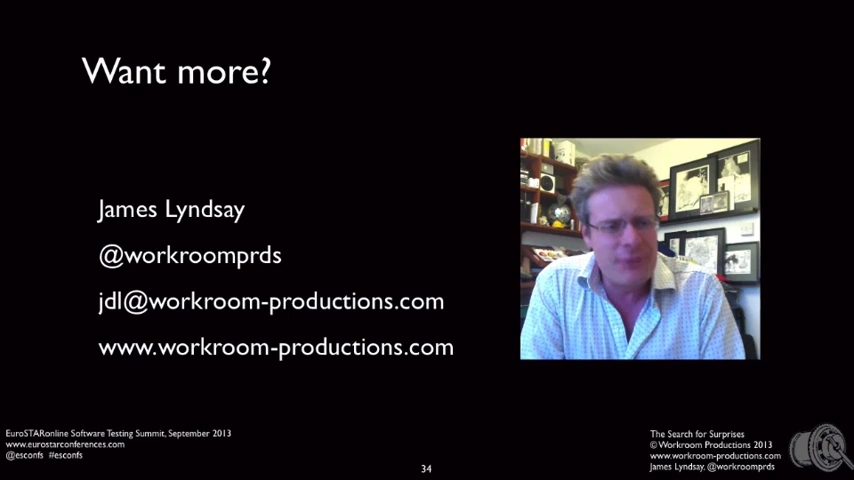 Want more?
James Lyndsay
@workroomprds
jdl@workroom-productions.com
www.workroom-productions.com
EuroSTARonline Software Testing Summit, September 2013
www.eurostarconferences.com
@esconfs #esconfs
34
The Search for Surprises
© Workroom Productions 2013
www.workroom-productions.com
James Lyndsay, @workroomprds